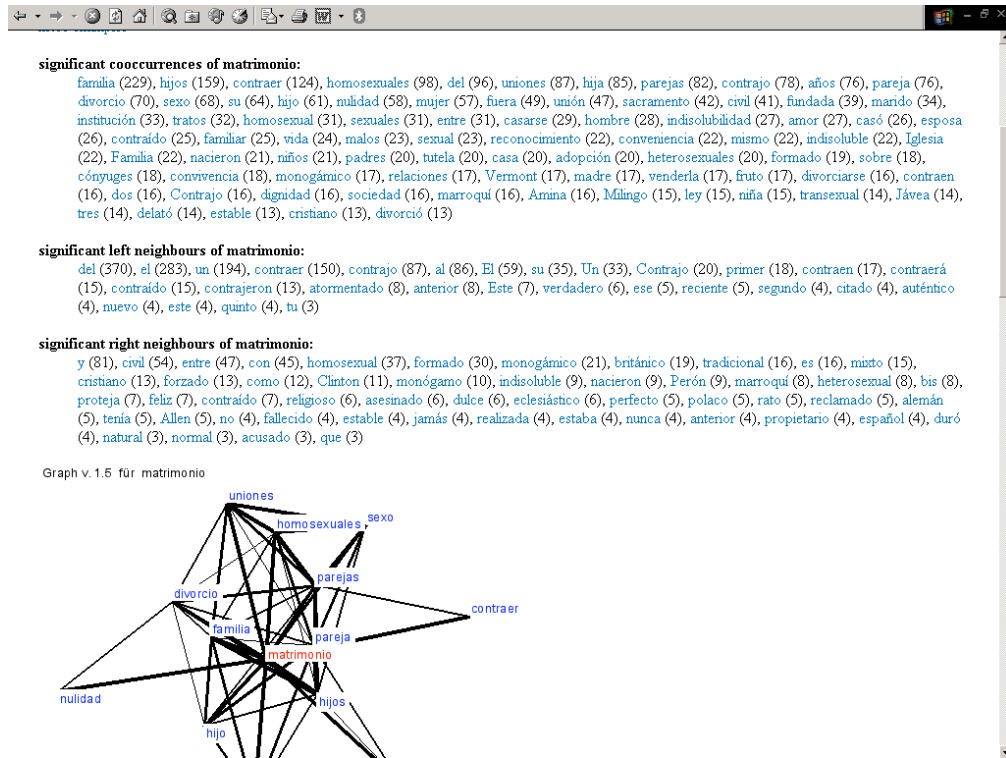 significant cooccurrences of matrimonio:
familia (229), hijos (159), contraer (124), homosexuales (98), del (96), uniones (87), hija (85), parejas (82), contrajo (78), años (76), pareja (76),
divorcio (70), sexo (68), su (64), hijo (61), nulidad (58), mujer (57), fuera (49), unión (47), sacramento (42), civil (41), fundada (39), marido (34),
institución (33), tratos (32), homosexual (31), sexuales (31), entre (31), casarse (29), hombre (28), indisolubilidad (27), amor (27), casó (26), esposa
(26), contraído (25), familiar (25), vida (24), malos (23), sexual (23), reconocimiento (22), conveniencia (22), mismo (22), indisoluble (22), Iglesia
(22), Familia (22), nacieron (21), niños (21), padres (20), tutela (20), casa (20), adopción (20), heterosexuales (20), formado (19), sobre (18),
cónyuges (18), convivencia (18), monogámico (17), relaciones (17), Vermont (17), madre (17), venderla (17), fruto (17), divorciarse (16), contraen
(16), dos (16), Contrajo (16), dignidad (16), sociedad (16), marroquí (16), Amina (16), Milingo (15), ley (15), niña (15), transexual (14), Jávea (14),
tres (14), delató (14), estable (13), cristiano (13), divorció (13)
significant left neighbours of matrimonio:
del (370), el (283), un (194), contraer (150), contrajo (87), al (86), El (59), su (35), Un (33), Contrajo (20), primer (18), contraen (17), contraerá
(15), contraído (15), contrajeron (13), atormentado (8), anterior (8), Este (7), verdadero (6), ese (5), reciente (5), segundo (4), citado (4), auténtico
(4), nuevo (4), este (4), quinto (4), tu (3)
significant right neighbours of matrimonio:
y (81), civil (54), entre (47), con (45), homosexual (37), formado (30), monogámico (21), británico (19), tradicional (16), es (16), mixto (15),
cristiano (13), forzado (13), como (12), Clinton (11), monógamo (10), indisoluble (9), nacieron (9), Perón (9), marroquí (8), heterosexual (8), bis (8),
proteja (7), feliz (7), contraído (7), religioso (6), asesinado (6), dulce (6), eclesiástico (6), perfecto (5), polaco (5), rato (5), reclamado (5), alemán
(5), tenía (5), Allen (5), no (4), fallecido (4), estable (4), jamás (4), realizada (4), estaba (4), nunca (4), anterior (4), propietario (4), español (4), duró
(4), natural (3), normal (3), acusado (3), que (3)
Graph v. 1.5 für matrimonio
uniones
homosexuales sexo
parejas
divorcio
contraer
familia
pareja
matrimonio
nulidad
hijos
hijo